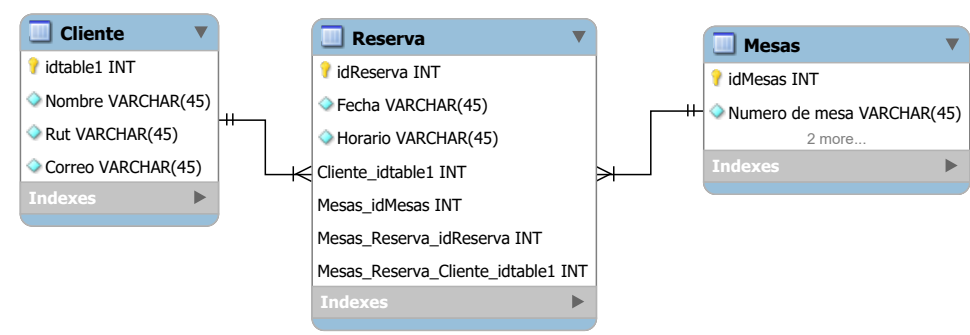 Cliente
idtable1 INT
Nombre VARCHAR(45)
Rut VARCHAR(45)
Correo VARCHAR(45)
Indexes
Reserva
idReserva INT
Fecha VARCHAR(45)
Horario VARCHAR(45)
Cliente_idtable1 INT
Mesas_idMesas INT
Mesas_Reserva_idReserva INT
Mesas_Reserva_Cliente_idtable1 INT
Indexes
Mesas
idMesas INT
Numero de mesa VARCHAR(45)
2 more...
Indexes